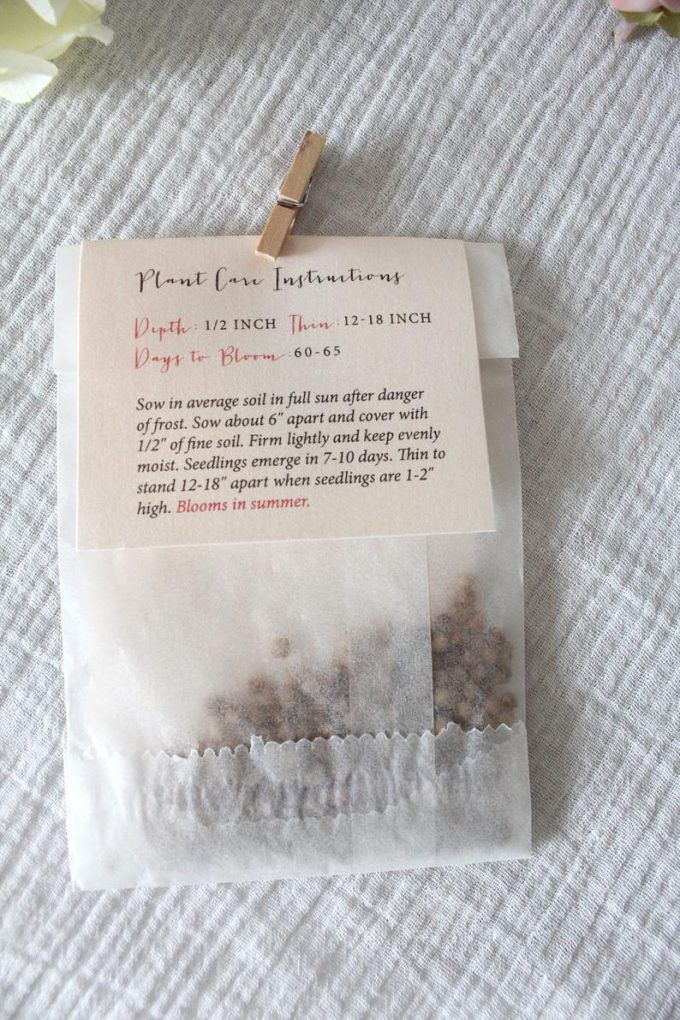 Plant Care Instructions
Depth: 1/2 INCH Thin: 12-18 INCH
Days to Bloom: 60-65
Sow in average soil in full sun after danger
of frost. Sow about 6" apart and cover with
1/2" of fine soil. Firm lightly and keep evenly
moist. Seedlings emerge in 7-10 days. Thin to
stand 12-18" apart when seedlings are 1-2"
high. Blooms in summer.